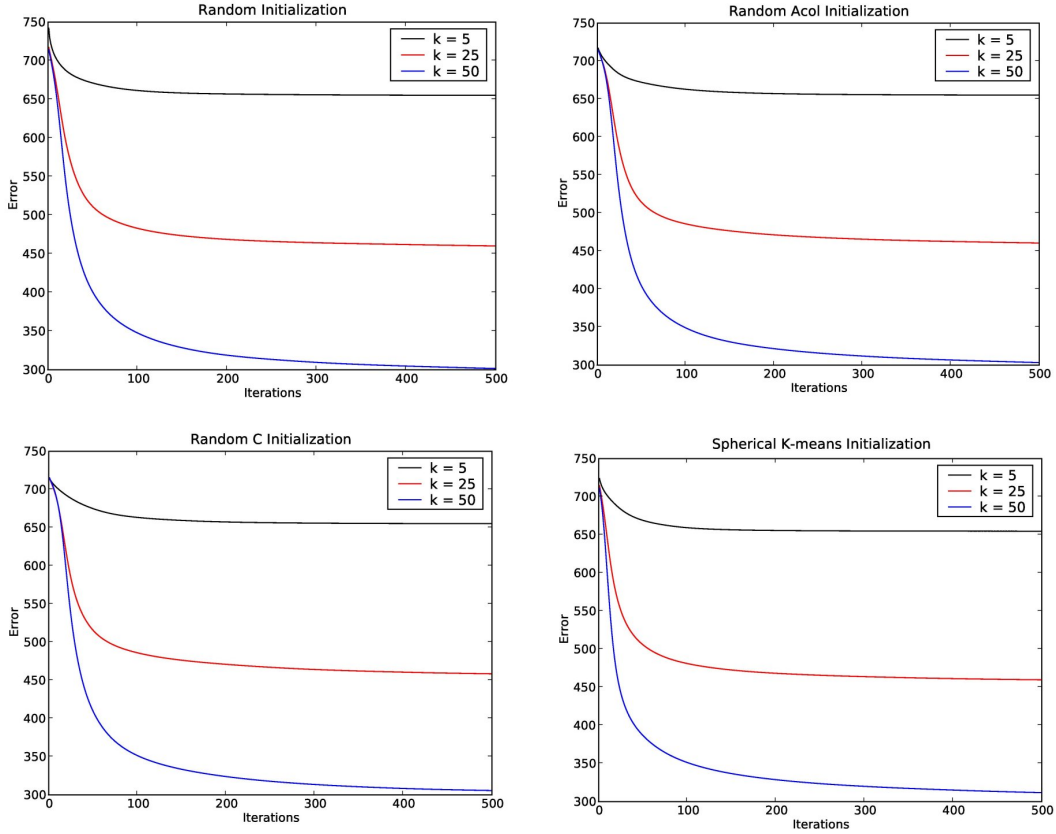 Random Initialization
750
700
650
600
550
500
450
400
350
300
Error
0
100
200
300
400
500
Iterations
k = 5
k = 25
k = 50
Random Acol Initialization
750
700
650
600
550
500
450
400
350
300
Error
0
100
200
300
400
500
Iterations
k = 5
k = 25
k = 50
Random C Initialization
750
700
650
600
550
500
450
400
350
300
Error
0
100
200
300
400
500
Iterations
k = 5
k = 25
k = 50
Spherical K-means Initialization
750
700
650
600
550
500
450
400
350
300
Error
0
100
200
300
400
500
Iterations
k = 5
k = 25
k = 50